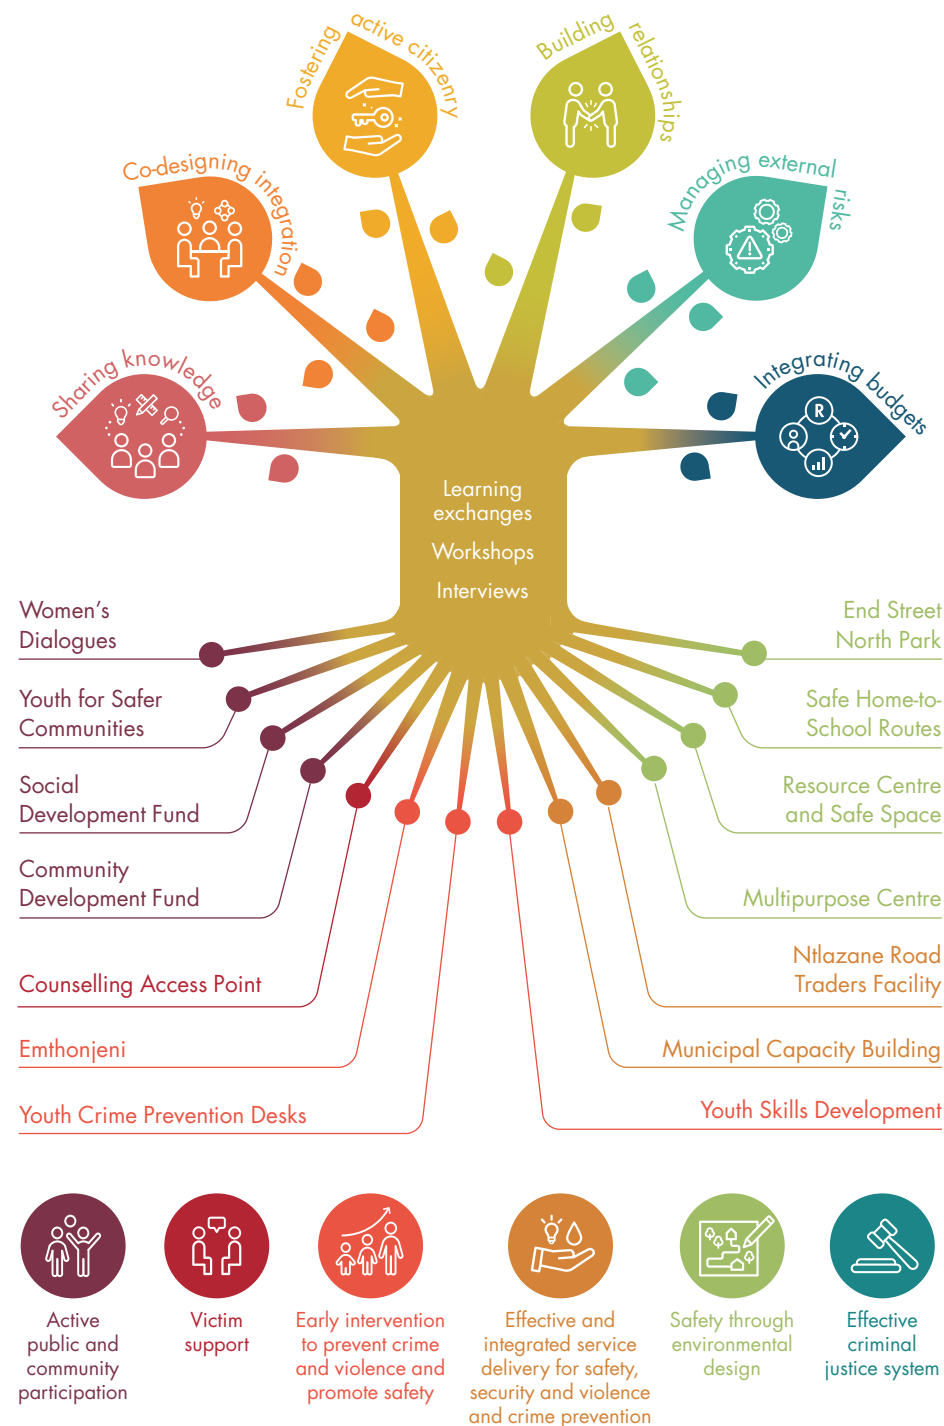 Fostering
active citizenry
Building
relationships
Co-designing integration
Managing external
risks
Sharing knowledge
Integrating budgets
R
Learning
exchanges
Workshops
Interviews
Women's
Dialogues
Youth for Safer
Communities
Social
Development Fund
Community
Development Fund
Counselling Access Point
Emthonjeni
Youth Crime Prevention Desks
End Street
North Park
Safe Home-to-
School Routes
Resource Centre
and Safe Space
Multipurpose Centre
Ntlazane Road
Traders Facility
Municipal Capacity Building
Youth Skills Development
Active
public and
community
participation
Victim
support
Early intervention
to prevent crime
and violence and
promote safety
Effective and
integrated service
delivery for safety,
security and violence
and crime prevention
Safety through
environmental
design
Effective
criminal
justice system